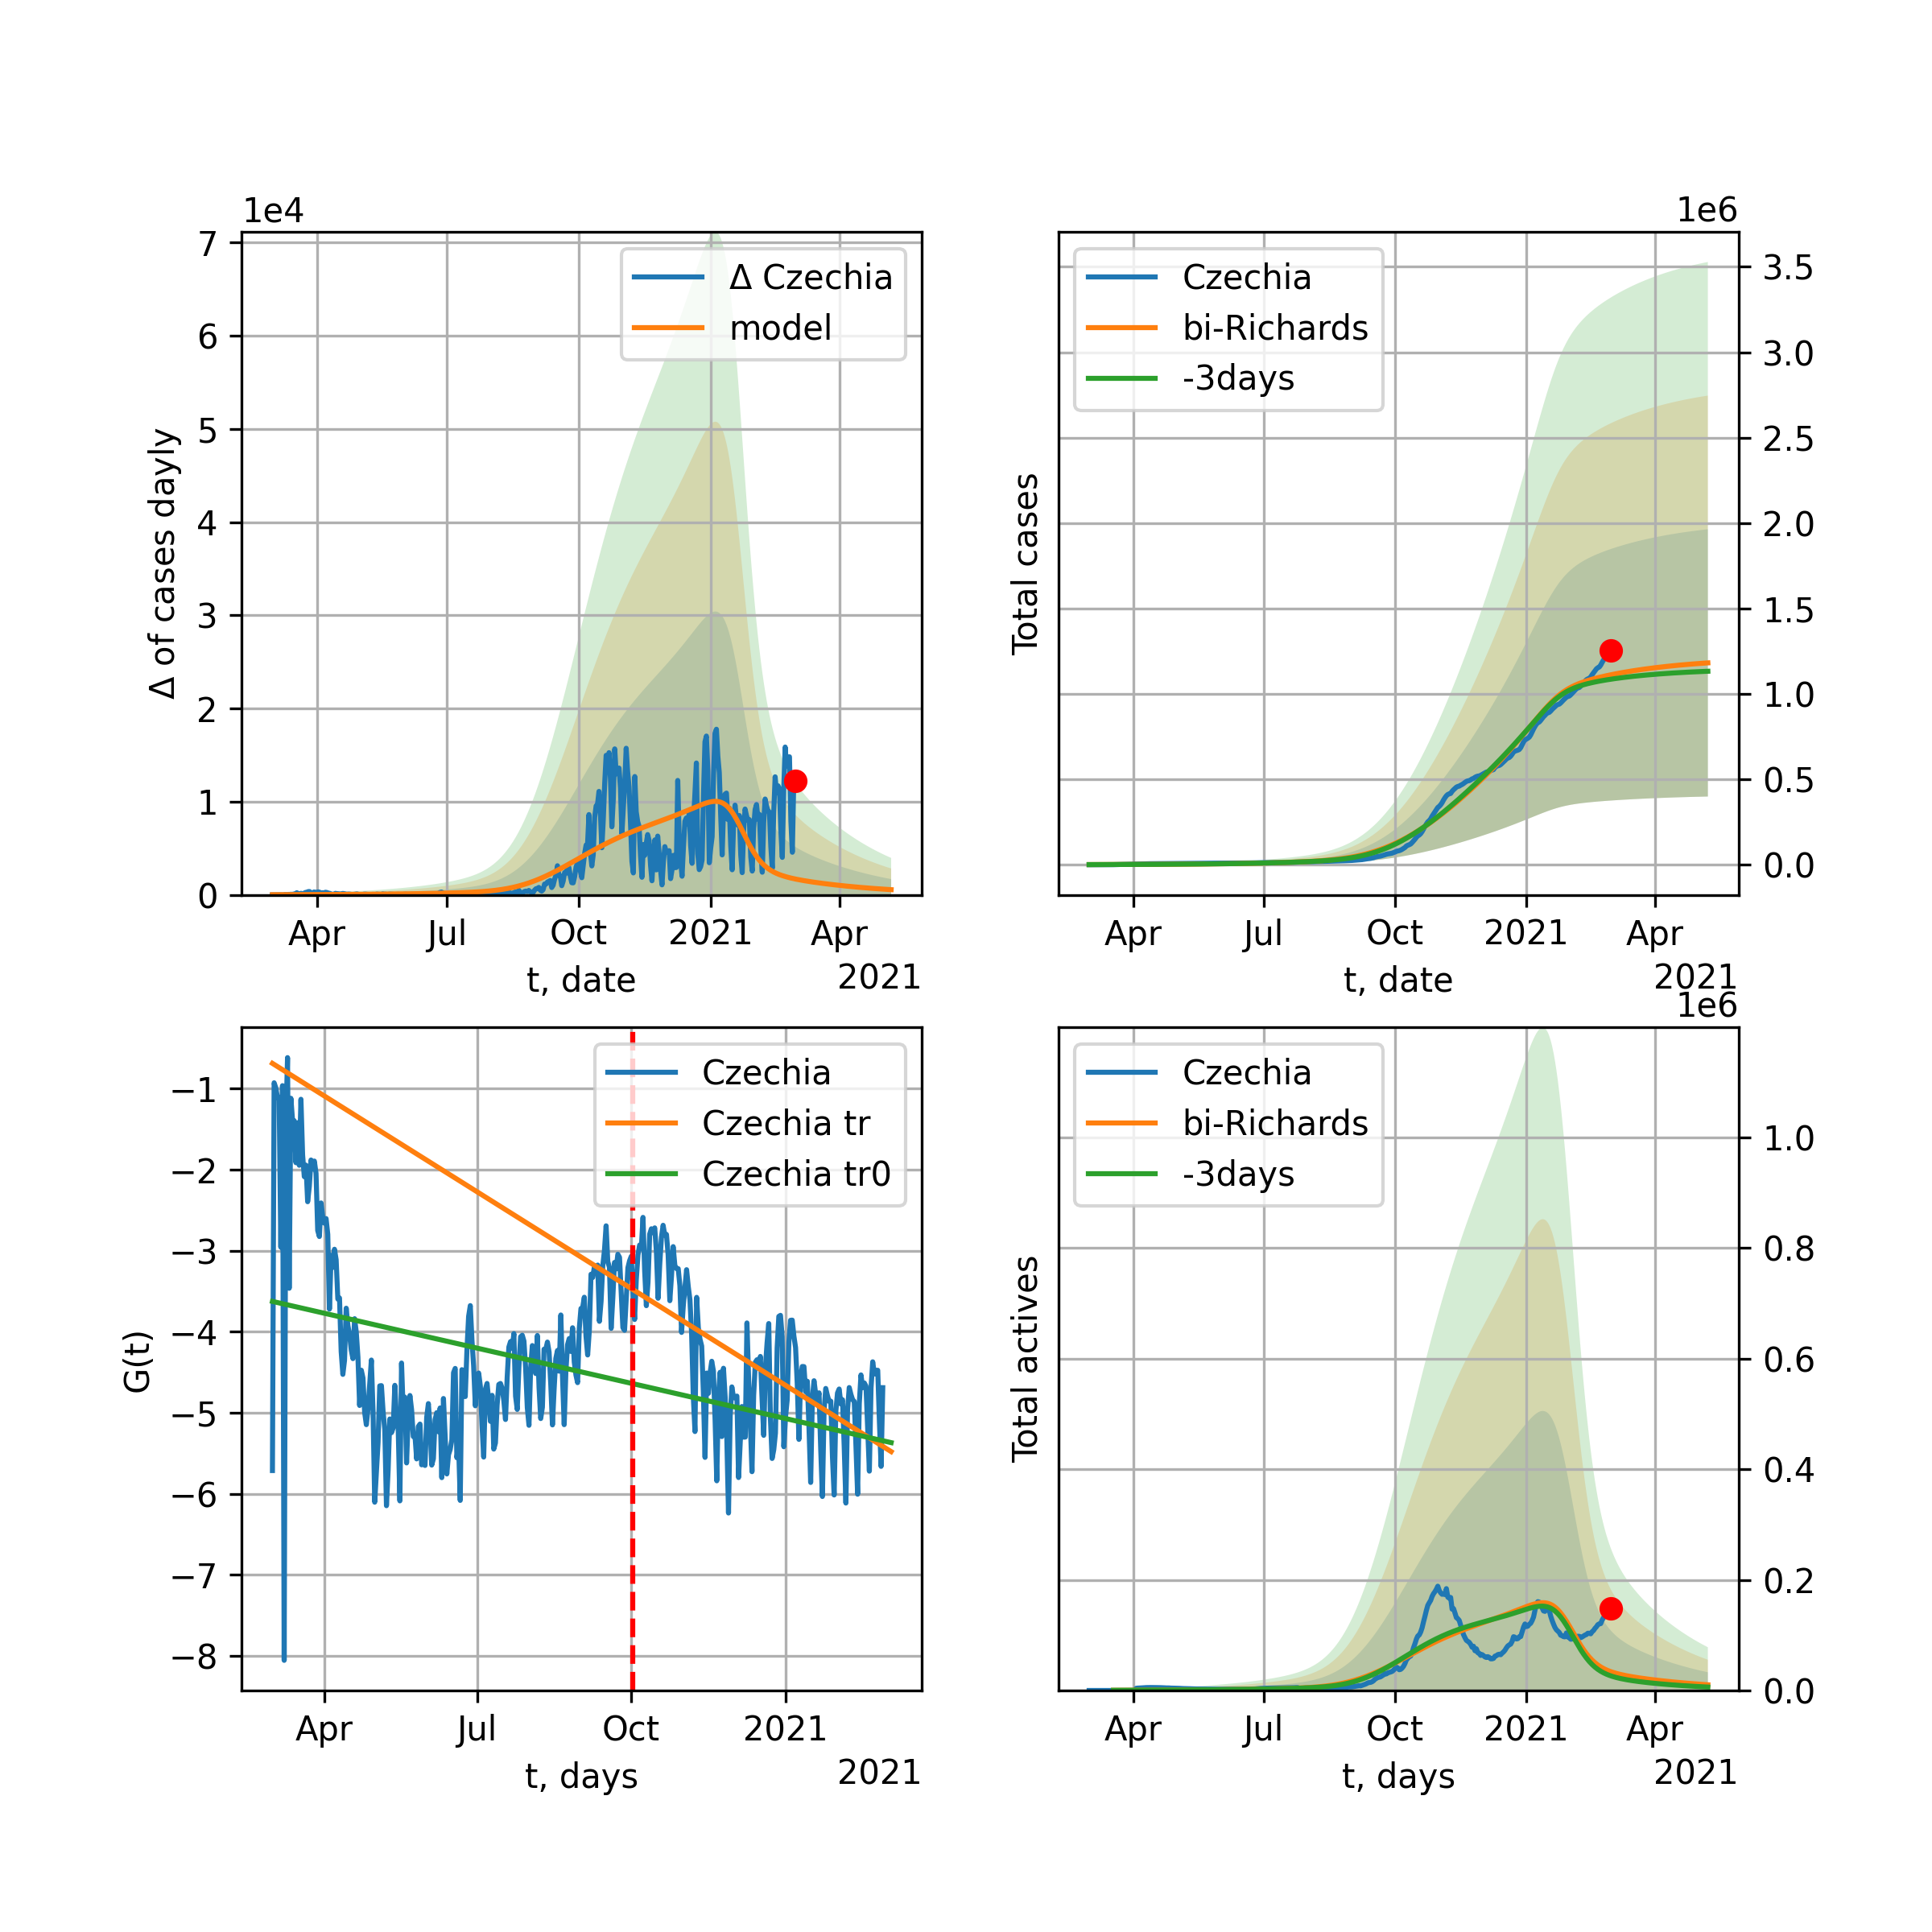 1e4
7
6
5
4
3
2
1
0
Δ of cases dayly
Δ Czechia
model
Apr Jul Oct 2021 Apr
t, date
2021
1e6
Total cases
Czechia
bi-Richards
-3days
3.5
3.0
2.5
2.0
1.5
1.0
0.5
0.0
Apr Jul Oct 2021 Apr
t, date
2021
G(t)
−1
−2
−3
−4
−5
−6
−7
−8
Czechia
Czechia tr
Czechia tr0
Apr Jul Oct 2021
t, days
2021
1e6
Total actives
Czechia
bi-Richards
-3days
1.0
0.8
0.6
0.4
0.2
0.0
Apr Jul Oct 2021 Apr
t, days
2021